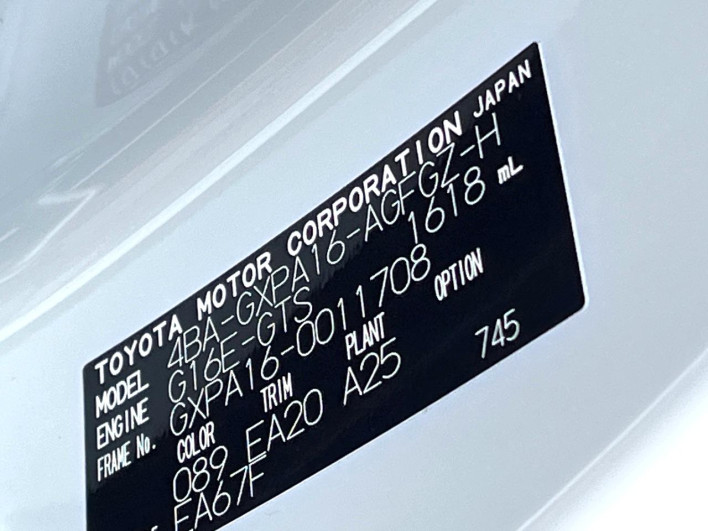 TOYOTA MOTOR CORPORATION JAPAN
MODEL 4BA-GXPA16-AGFGZ-H
ENGINE G16E-GTS 1618 mL
FRAME No. GXPA16-0011708
COLOR TRIM PLANT OPTION
089 EA20 A25 745
EA67F